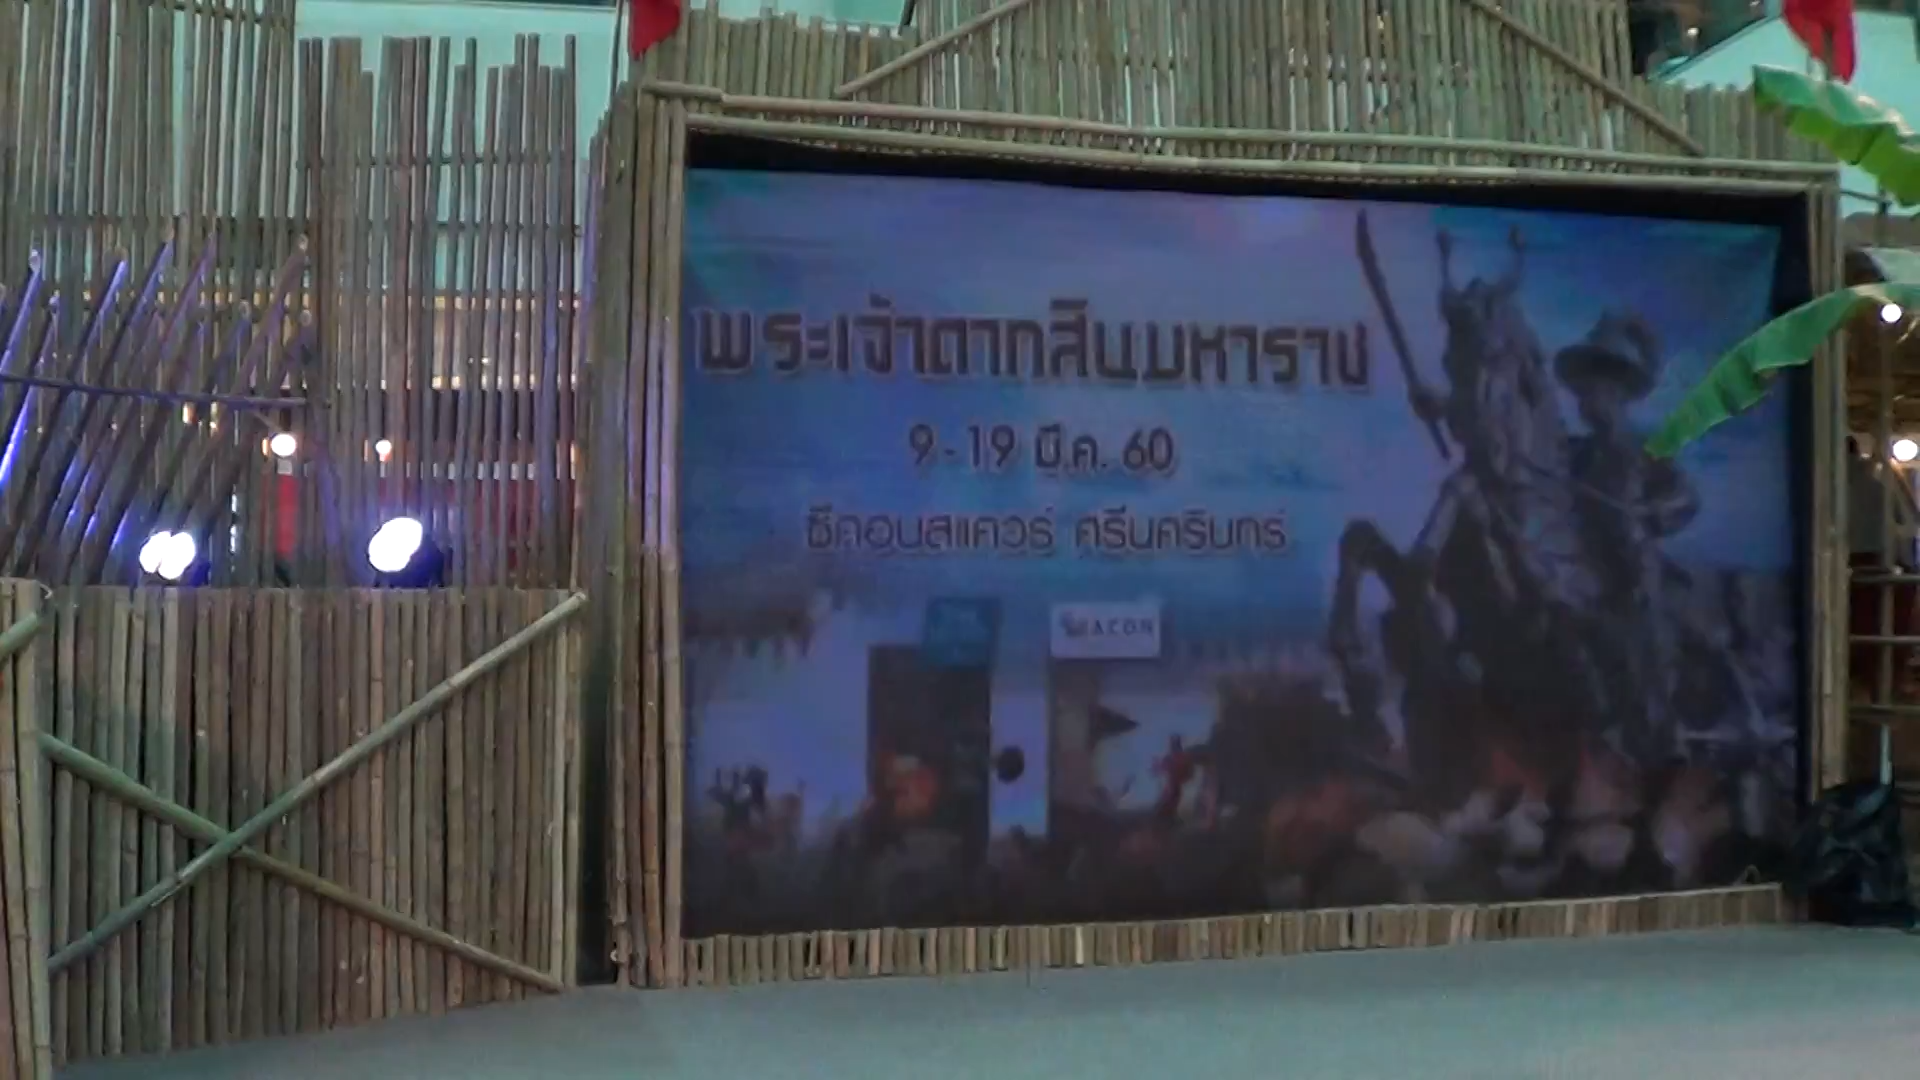 พระเจ้าตากสินมหาราช
9-19 มี.ค. 60
ซีคอนสแควร์ ศรีนครินทร์